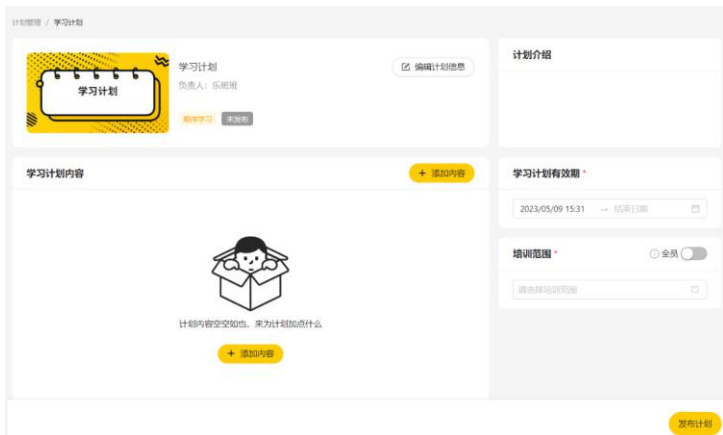 计划管理 / 学习计划
学习计划
学习计划
负责人：乐班班
顺序学习 未发布
编辑计划信息
计划介绍
学习计划内容
+ 添加内容
计划内容空空如也，来为计划加点什么
+ 添加内容
学习计划有效期 *
2023/05/09 15:31 → 结束日期
培训范围 *
全员
请选择培训范围
发布计划